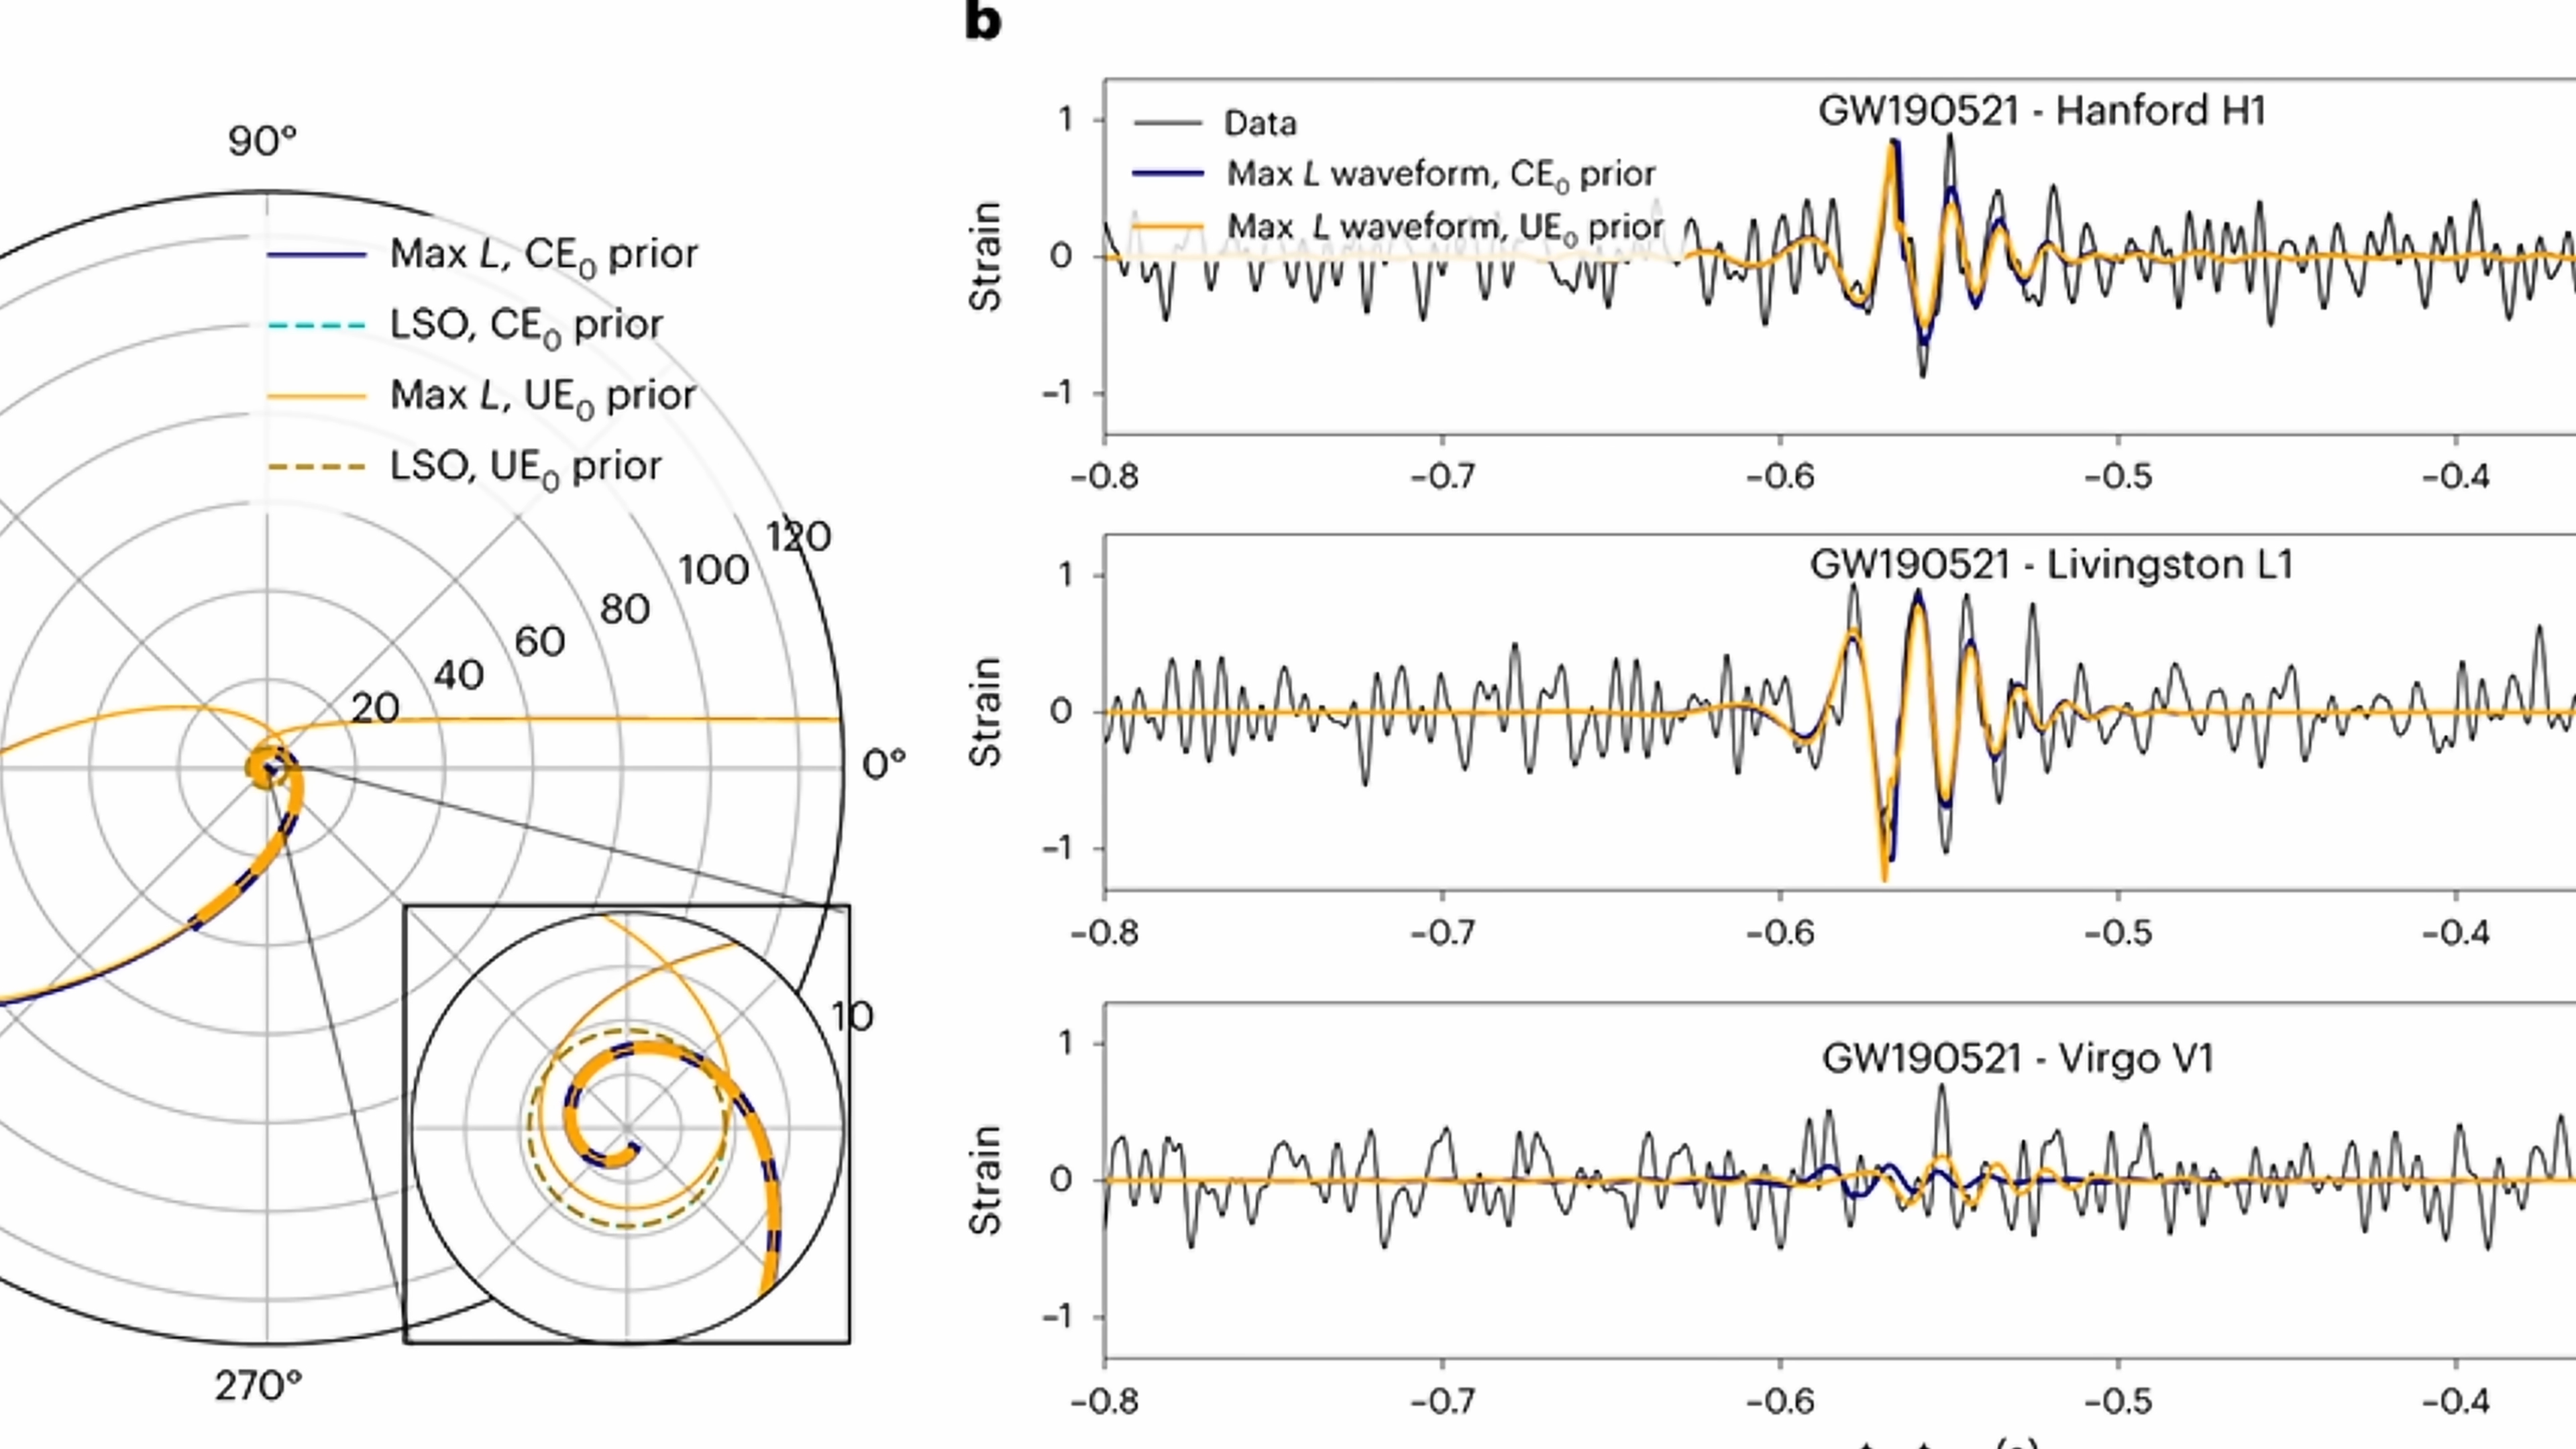 b
90°
Max L, CE0 prior
LSO, CE0 prior
Max L, UE0 prior
LSO, UE0 prior
120
100
80
60
40
20
0°
10
270°
GW190521 - Hanford H1
Data
Max L waveform, CE0 prior
Max L waveform, UE0 prior
Strain
1
0
−1
−0.8 −0.7 −0.6 −0.5 −0.4
GW190521 - Livingston L1
Strain
1
0
−1
−0.8 −0.7 −0.6 −0.5 −0.4
GW190521 - Virgo V1
Strain
1
0
−1
−0.8 −0.7 −0.6 −0.5 −0.4